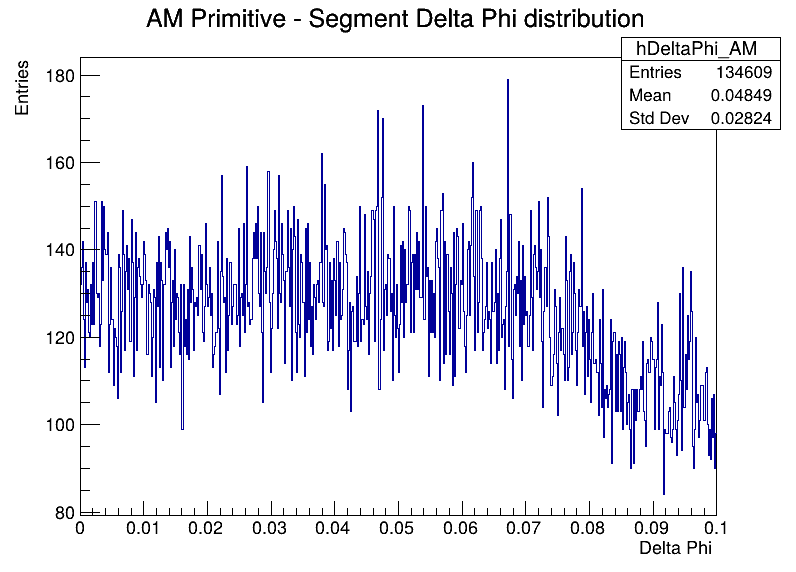 AM Primitive - Segment Delta Phi distribution
hDeltaPhi_AM
Entries 134609
Mean 0.04849
Std Dev 0.02824
Entries
180
160
140
120
100
80
0 0.01 0.02 0.03 0.04 0.05 0.06 0.07 0.08 0.09 0.1
Delta Phi